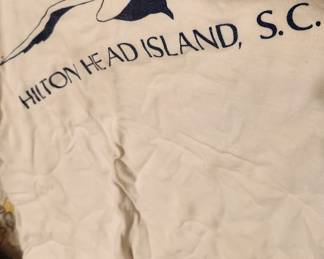 HILTON HEAD ISLAND, S.C.